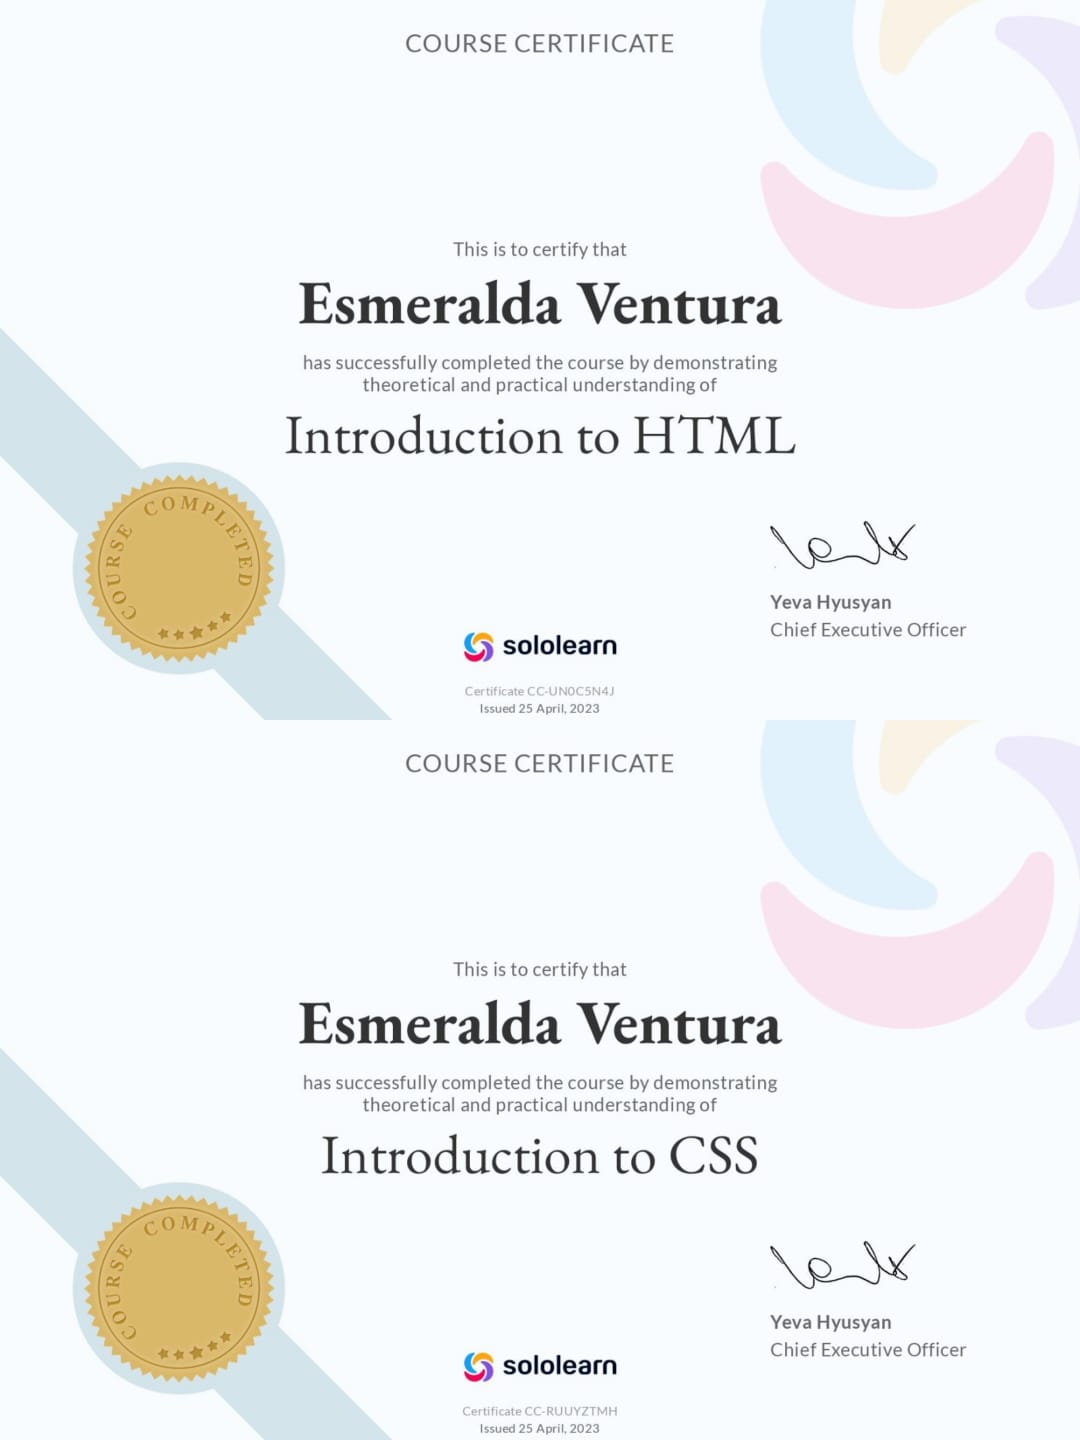 COURSE CERTIFICATE
This is to certify that
Esmeralda Ventura
has successfully completed the course by demonstrating
theoretical and practical understanding of
Introduction to HTML
COURSE COMPLETED
Yeva Hyusyan
Chief Executive Officer
sololearn
Certificate CC-UN0C5N4J
Issued 25 April, 2023
COURSE CERTIFICATE
This is to certify that
Esmeralda Ventura
has successfully completed the course by demonstrating
theoretical and practical understanding of
Introduction to CSS
COURSE COMPLETED
Yeva Hyusyan
Chief Executive Officer
sololearn
Certificate CC-RUUYZTMH
Issued 25 April, 2023